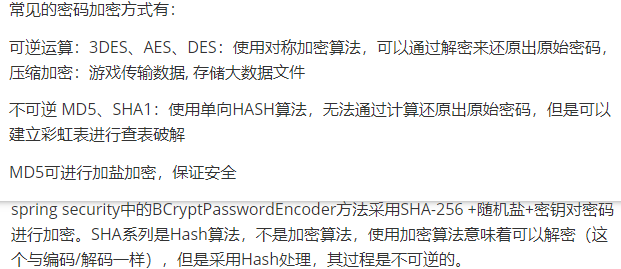 常见的密码加密方式有：
可逆运算：3DES、AES、DES：使用对称加密算法，可以通过解密来还原出原始密码，
压缩加密：游戏传输数据, 存储大数据文件
不可逆 MD5、SHA1：使用单向HASH算法，无法通过计算还原出原始密码，但是可以
建立彩虹表进行查表破解
MD5可进行加盐加密，保证安全
spring security中的BCryptPasswordEncoder方法采用SHA-256 +随机盐+密钥对密码
进行加密。SHA系列是Hash算法，不是加密算法，使用加密算法意味着可以解密（这
个与编码/解码一样），但是采用Hash处理，其过程是不可逆的。